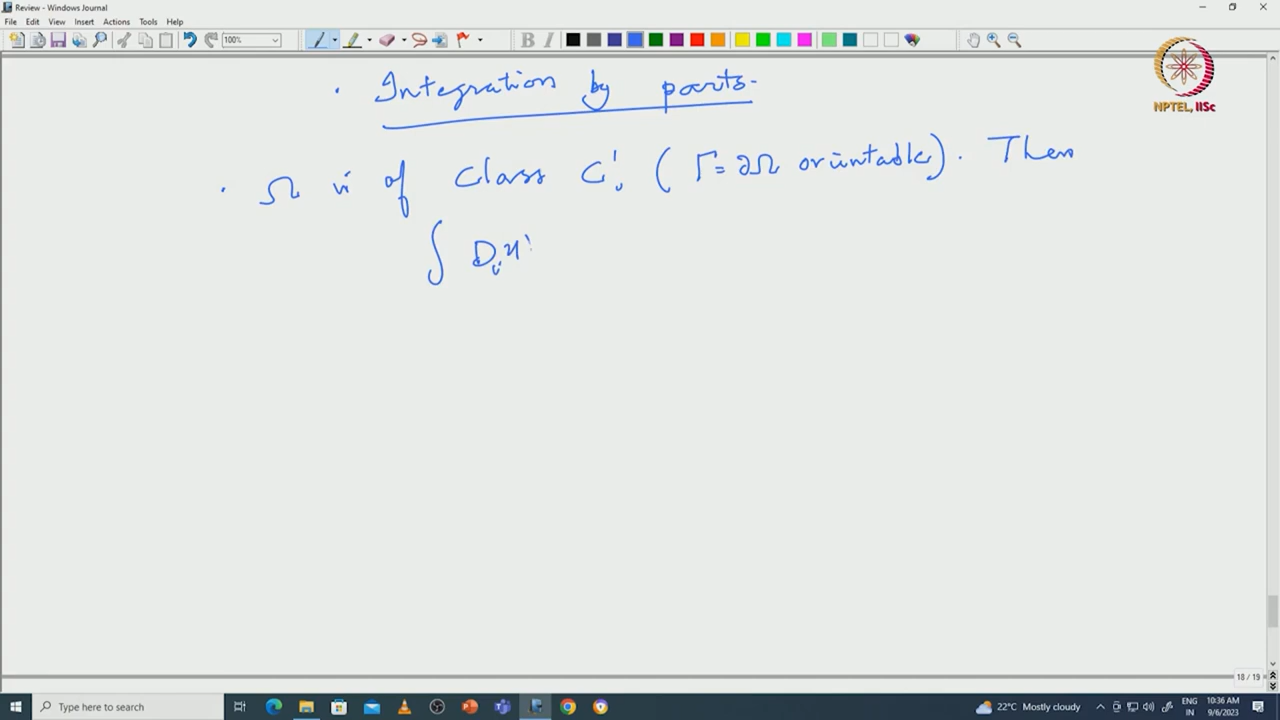 Review - Windows Journal
File Edit View Insert Actions Tools Help
100%
B I
NPTEL, IISc
· Integration by parts.
· Ω is of class C¹, (Γ = ∂Ω orientable). Then
∫ Dᵢu
18 / 19
Type here to search
22°C Mostly cloudy
ENG
IN
10:36 AM
9/6/2023